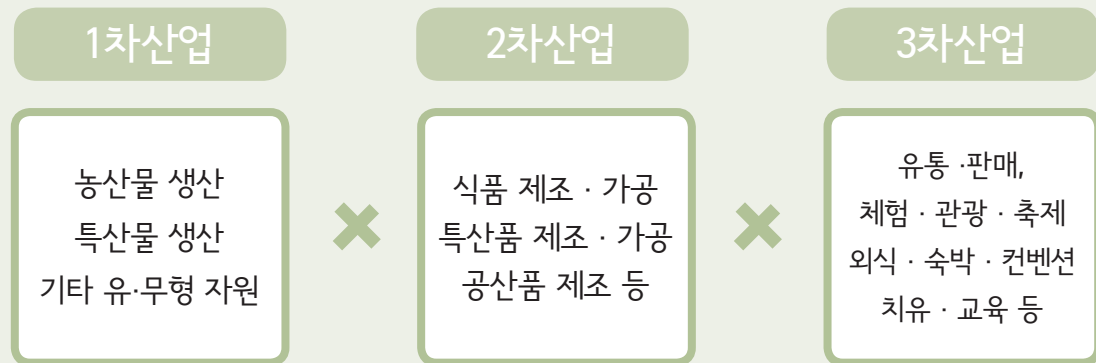 1차산업
2차산업
3차산업
농산물 생산
특산물 생산
기타 유·무형 자원
식품 제조 · 가공
특산품 제조 · 가공
공산품 제조 등
유통 ·판매,
체험 · 관광 · 축제
외식 · 숙박 · 컨벤션
치유 · 교육 등